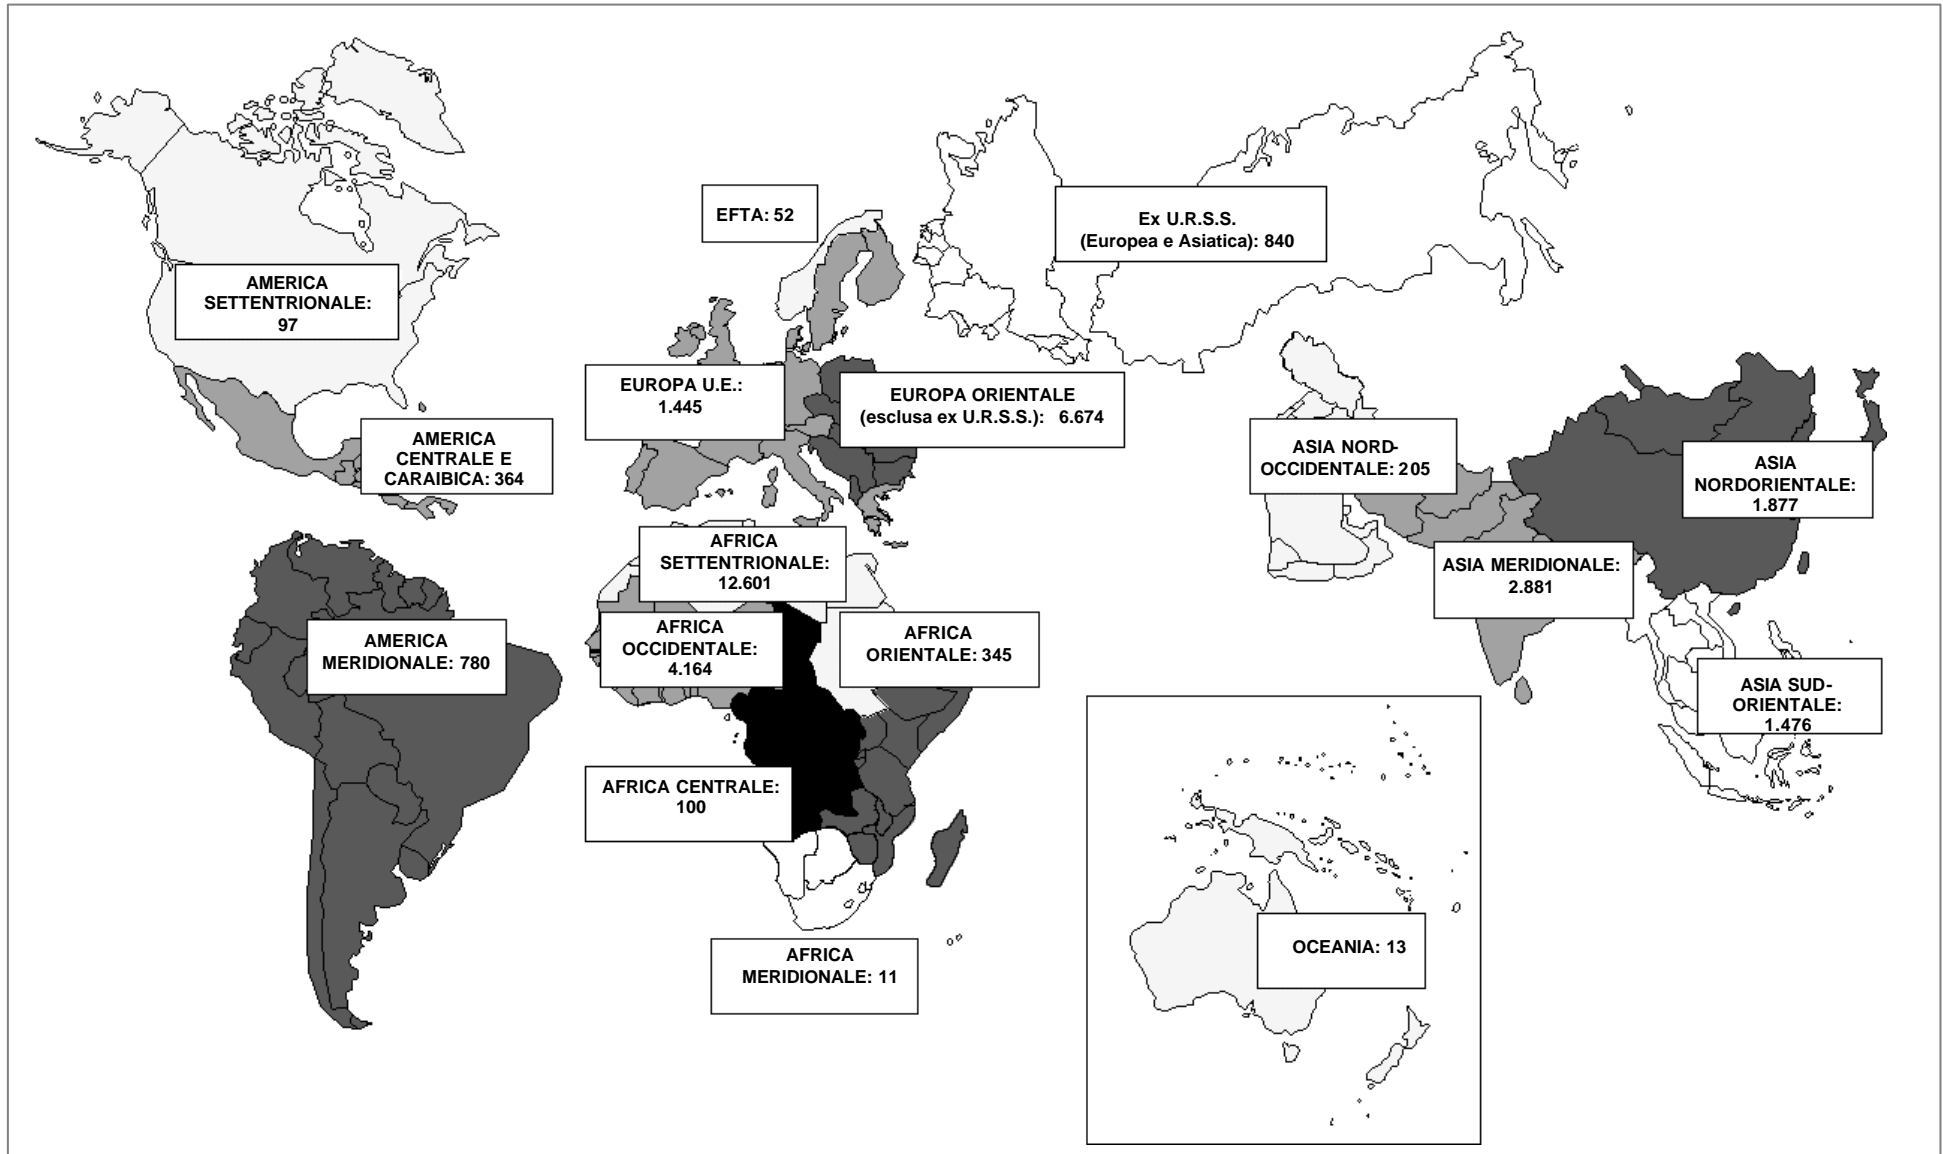 EFTA: 52
Ex U.R.S.S.
(Europea e Asiatica): 840
AMERICA
SETTENTRIONALE:
97
EUROPA U.E.:
1.445
EUROPA ORIENTALE
(esclusa ex U.R.S.S.): 6.674
AMERICA
CENTRALE E
CARAIBICA: 364
ASIA NORD-
OCCIDENTALE: 205
ASIA
NORDORIENTALE:
1.877
AFRICA
SETTENTRIONALE:
12.601
ASIA MERIDIONALE:
2.881
AMERICA
MERIDIONALE: 780
AFRICA
OCCIDENTALE:
4.164
AFRICA
ORIENTALE: 345
ASIA SUD-
ORIENTALE:
1.476
AFRICA CENTRALE:
100
OCEANIA: 13
AFRICA
MERIDIONALE: 11